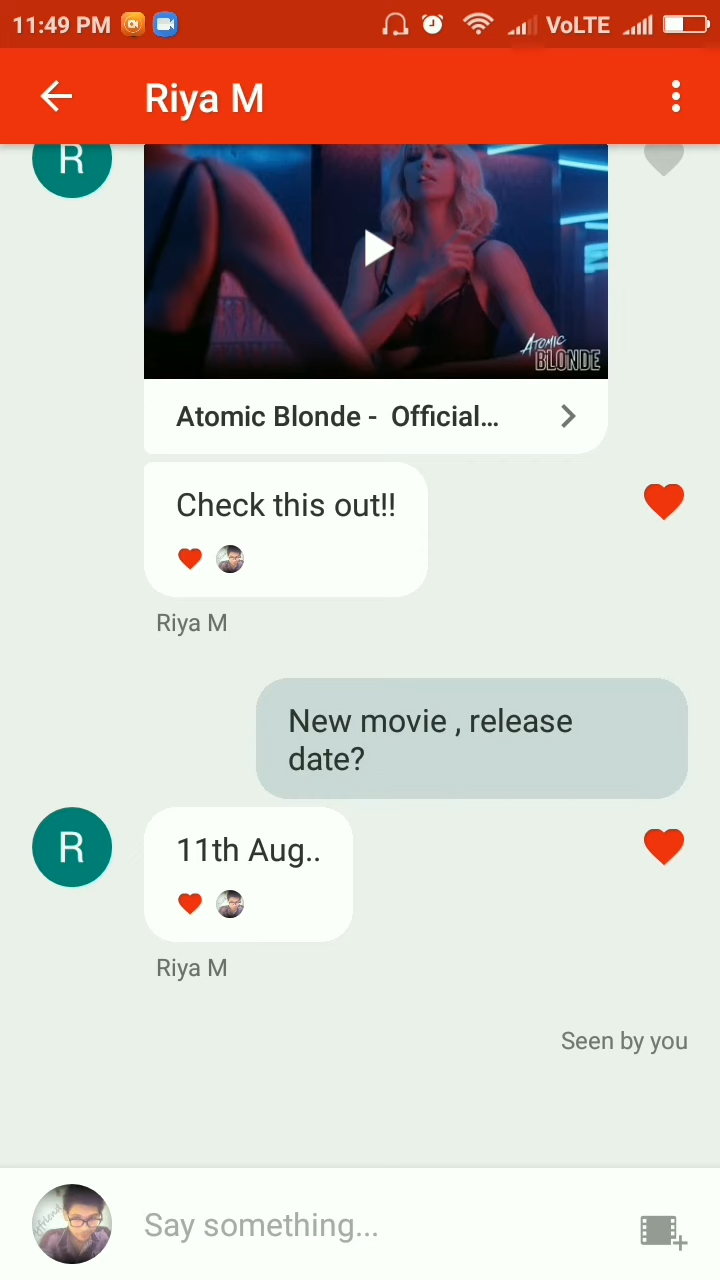 11:49 PM
VoLTE
Riya M
R
ATOMIC
BLONDE
Atomic Blonde - Official...
Check this out!!
Riya M
New movie , release
date?
R
11th Aug..
Riya M
Seen by you
Say something...